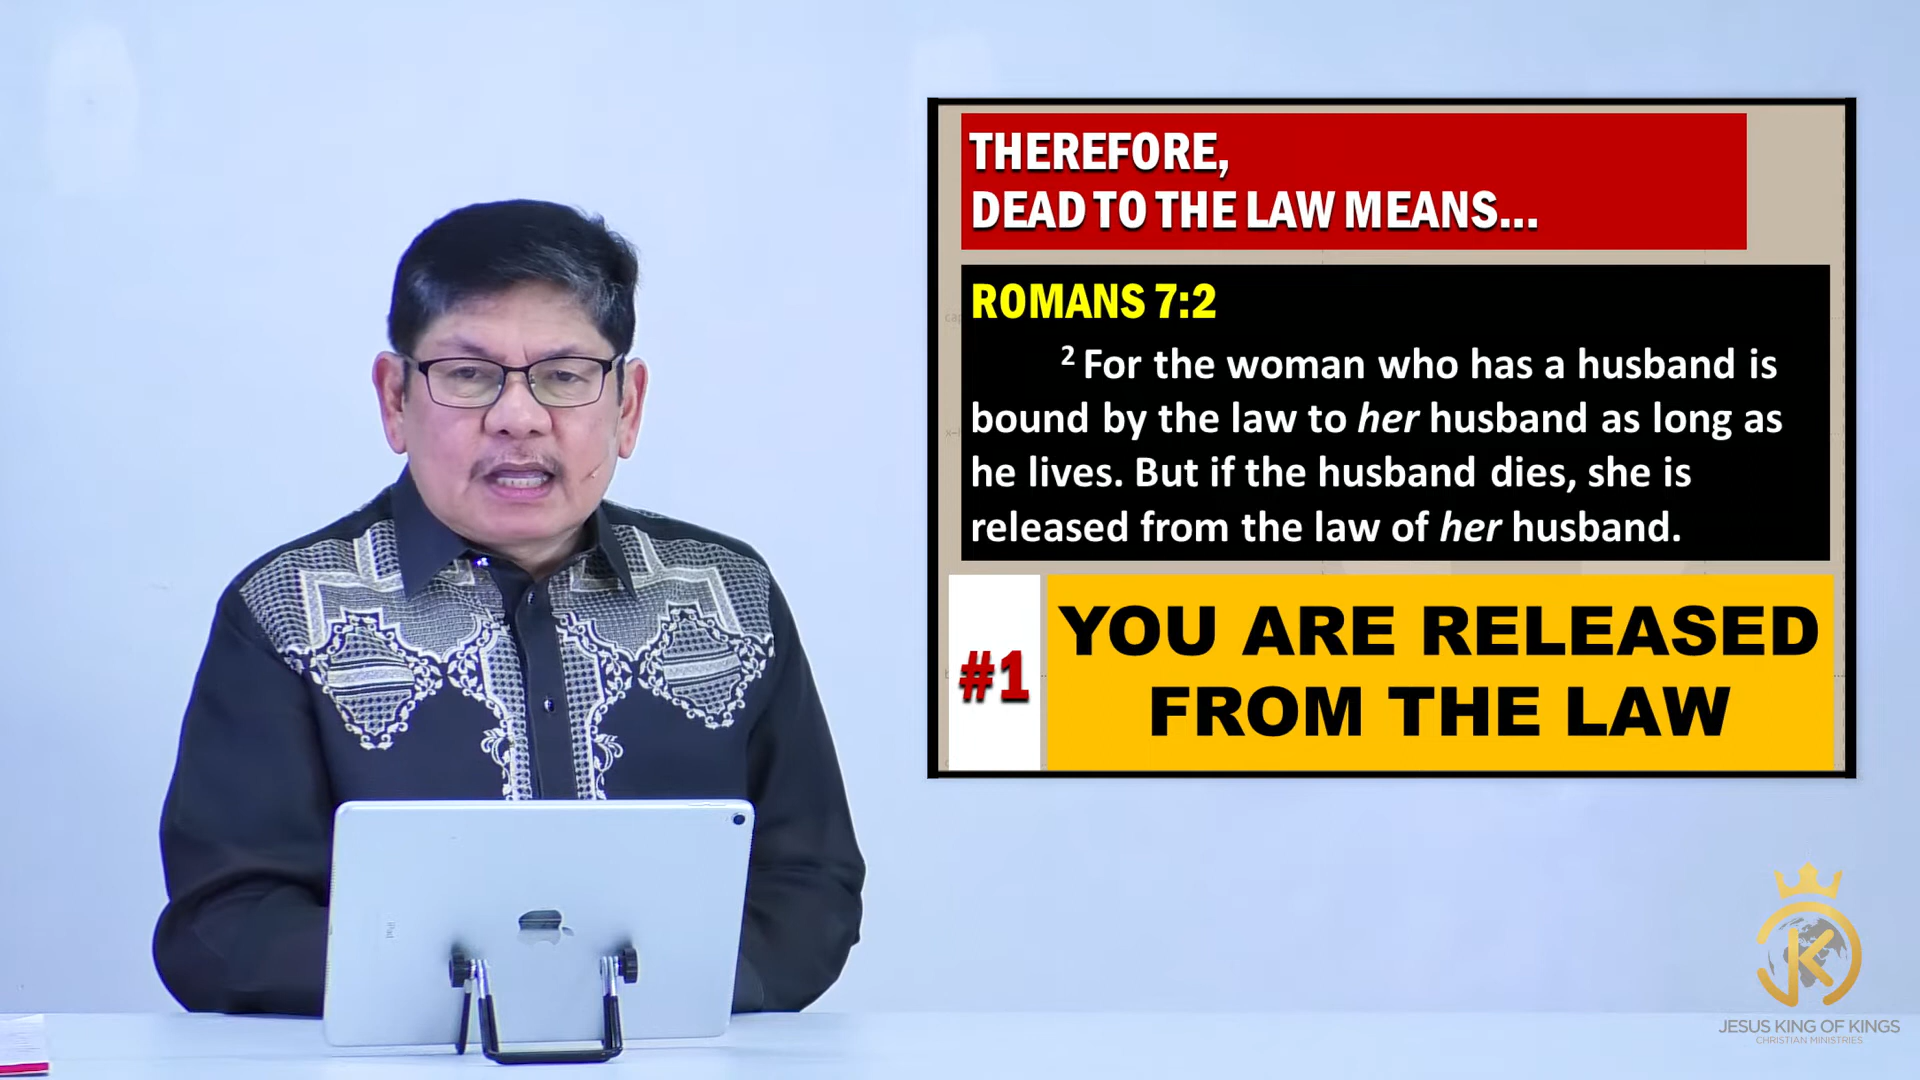 THEREFORE,
DEAD TO THE LAW MEANS...
ROMANS 7:2
2 For the woman who has a husband is
bound by the law to her husband as long as
he lives. But if the husband dies, she is
released from the law of her husband.
#1
YOU ARE RELEASED
FROM THE LAW
iPad
JK
JESUS KING OF KINGS
CHRISTIAN MINISTRIES